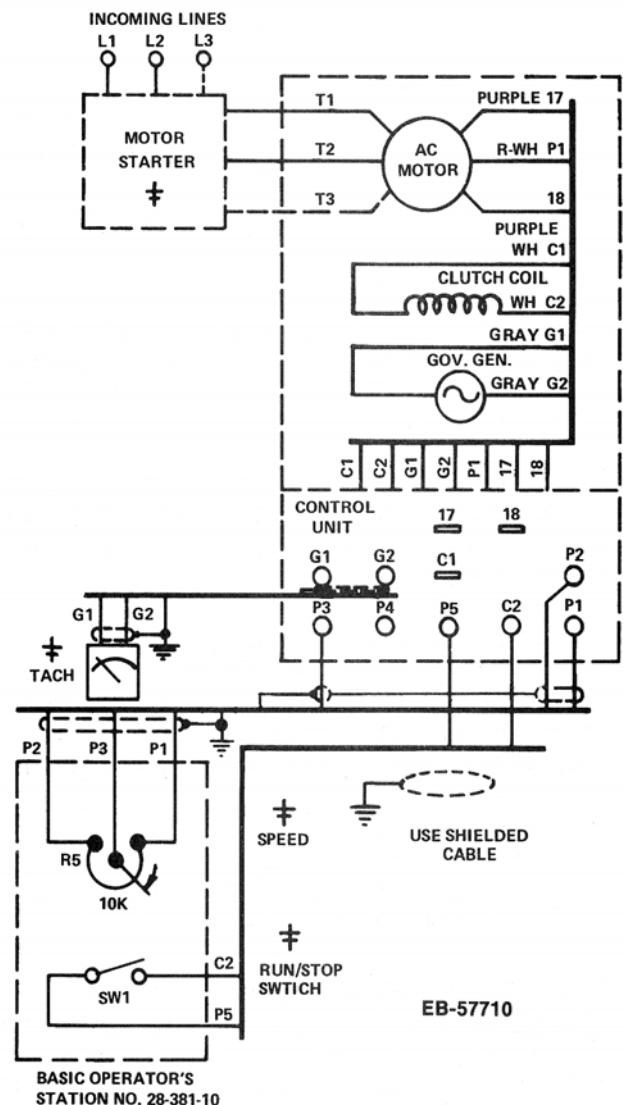 INCOMING LINES
L1 L2 L3
MOTOR
STARTER
T1
T2
T3
AC
MOTOR
PURPLE 17
R-WH P1
18
PURPLE
WH C1
CLUTCH COIL
WH C2
GRAY G1
GOV. GEN.
GRAY G2
C1 C2 G1 G2 P1 17 18
CONTROL
UNIT
17 18
G1 G2 C1 P2
P3 P4 P5 C2 P1
G1 G2
TACH
P2 P3 P1
R5
10K
SPEED
USE SHIELDED
CABLE
SW1
C2
P5
RUN/STOP
SWTICH
EB-57710
BASIC OPERATOR'S
STATION NO. 28-381-10